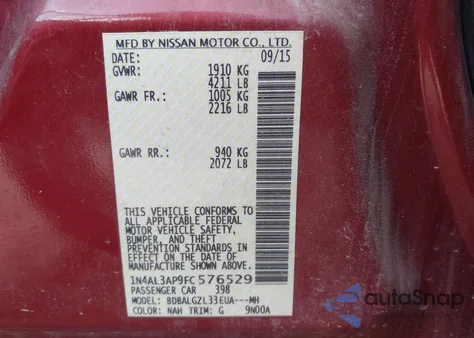 MFD BY NISSAN MOTOR CO., LTD.
DATE: 09/15
GVWR: 1910 KG
4211 LB
GAWR FR.: 1005 KG
2216 LB
GAWR RR.: 940 KG
2072 LB
THIS VEHICLE CONFORMS TO
ALL APPLICABLE FEDERAL
MOTOR VEHICLE SAFETY,
BUMPER, AND THEFT
PREVENTION STANDARDS IN
EFFECT ON THE DATE OF
MANUFACTURE SHOWN ABOVE.
1N4AL3AP9FC576529
PASSENGER CAR 398
MODEL: BDBALGZL33EUA---MH
COLOR: NAH TRIM: G 9N00A
autoSnap